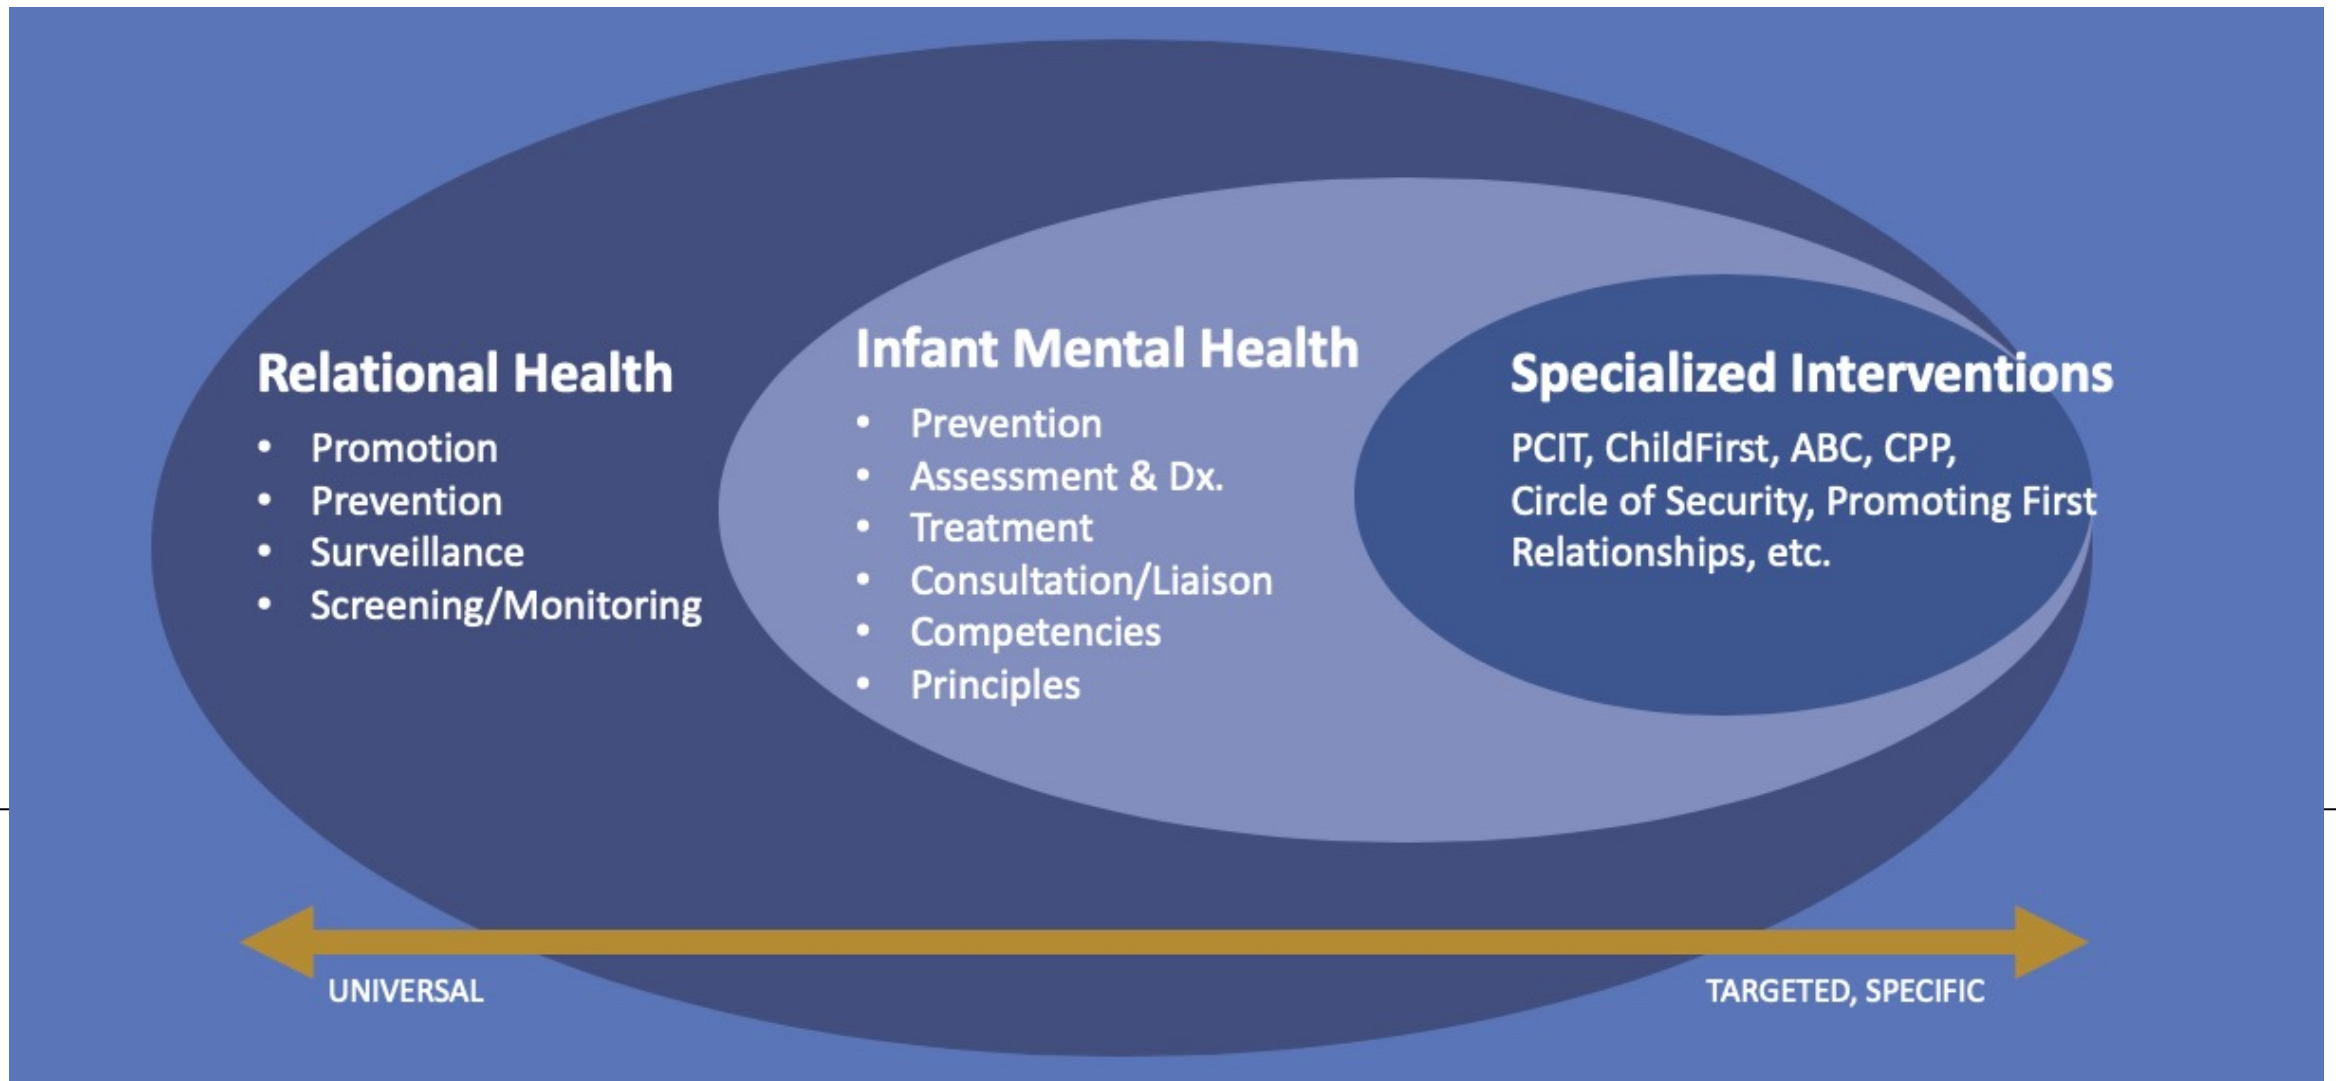 Relational Health
• Promotion
• Prevention
• Surveillance
• Screening/Monitoring
Infant Mental Health
• Prevention
• Assessment & Dx.
• Treatment
• Consultation/Liaison
• Competencies
• Principles
Specialized Interventions
PCIT, ChildFirst, ABC, CPP,
Circle of Security, Promoting First
Relationships, etc.
UNIVERSAL
TARGETED, SPECIFIC